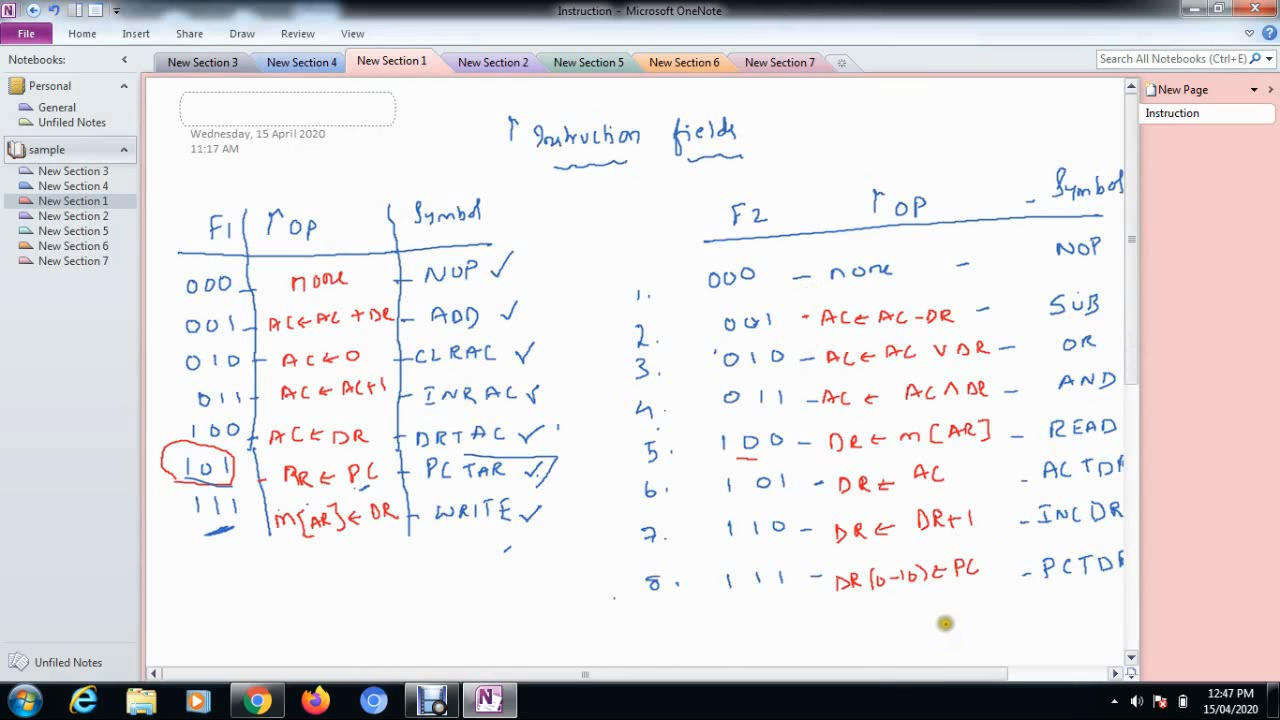 Instruction - Microsoft OneNote
File Home Insert Share Draw Review View
Notebooks:
New Section 3 New Section 4 New Section 1 New Section 2 New Section 5 New Section 6 New Section 7
Search All Notebooks (Ctrl+E)
Personal
General
Unfiled Notes
sample
New Section 3
New Section 4
New Section 1
New Section 2
New Section 5
New Section 6
New Section 7
Unfiled Notes
New Page
Instruction
Wednesday, 15 April 2020
11:17 AM
↑ Instruction fields
F1 ↑OP Symbol
000 none - NOP ✓
001 - AC←AC+DR - ADD ✓
010 - AC←0 - CLRAC ✓
011 AC←AC+1 - INRAC ✓
100 - AC←DR - DRTAC ✓
101 - AR←PC - PCTAR ✓
111 M[AR]←DR - WRITE ✓
F2 ↑OP - Symbol
1. 000 - none - NOP
2. 001 - AC←AC-DR - SUB
3. 010 - AC←AC∨DR - OR
4. 011 - AC←AC∧DR - AND
5. 100 - DR←M[AR] - READ
6. 101 - DR←AC - ACTDR
7. 110 - DR←DR+1 - INCDR
8. 111 - DR(0-10)←PC - PCTDR
12:47 PM
15/04/2020